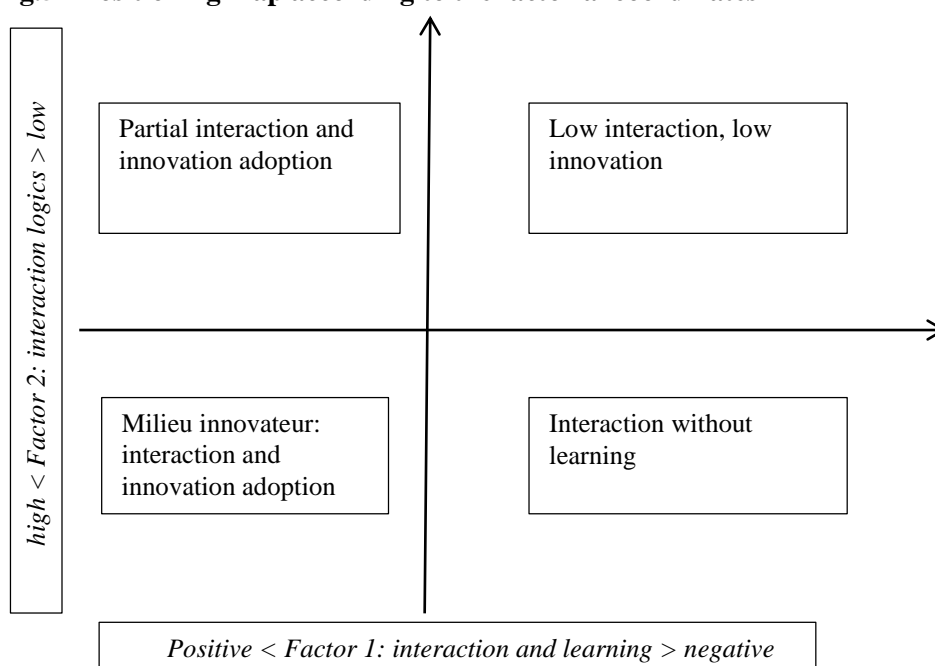 high < Factor 2: interaction logics > low
Partial interaction and
innovation adoption
Low interaction, low
innovation
Milieu innovateur:
interaction and
innovation adoption
Interaction without
learning
Positive < Factor 1: interaction and learning > negative